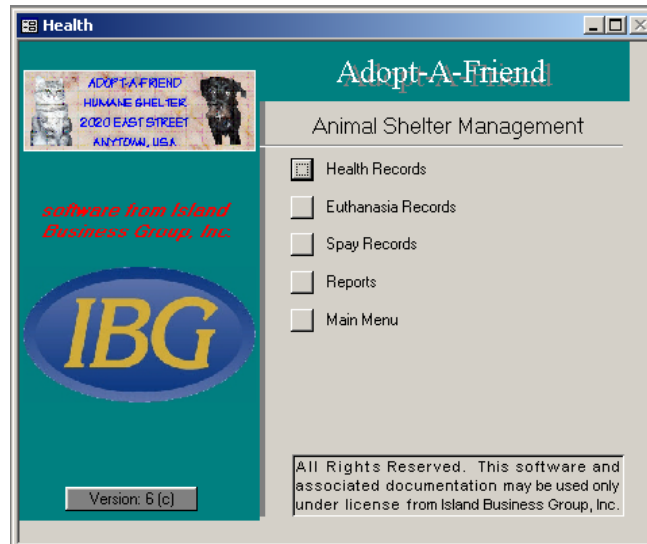 Health
ADOPT-A-FRIEND
HUMANE SHELTER
2020 EAST STREET
ANYTOWN, USA
Adopt-A-Friend
Animal Shelter Management
software from Island
Business Group, Inc.
IBG
Health Records
Euthanasia Records
Spay Records
Reports
Main Menu
Version: 6 (c)
All Rights Reserved. This software and
associated documentation may be used only
under license from Island Business Group, Inc.